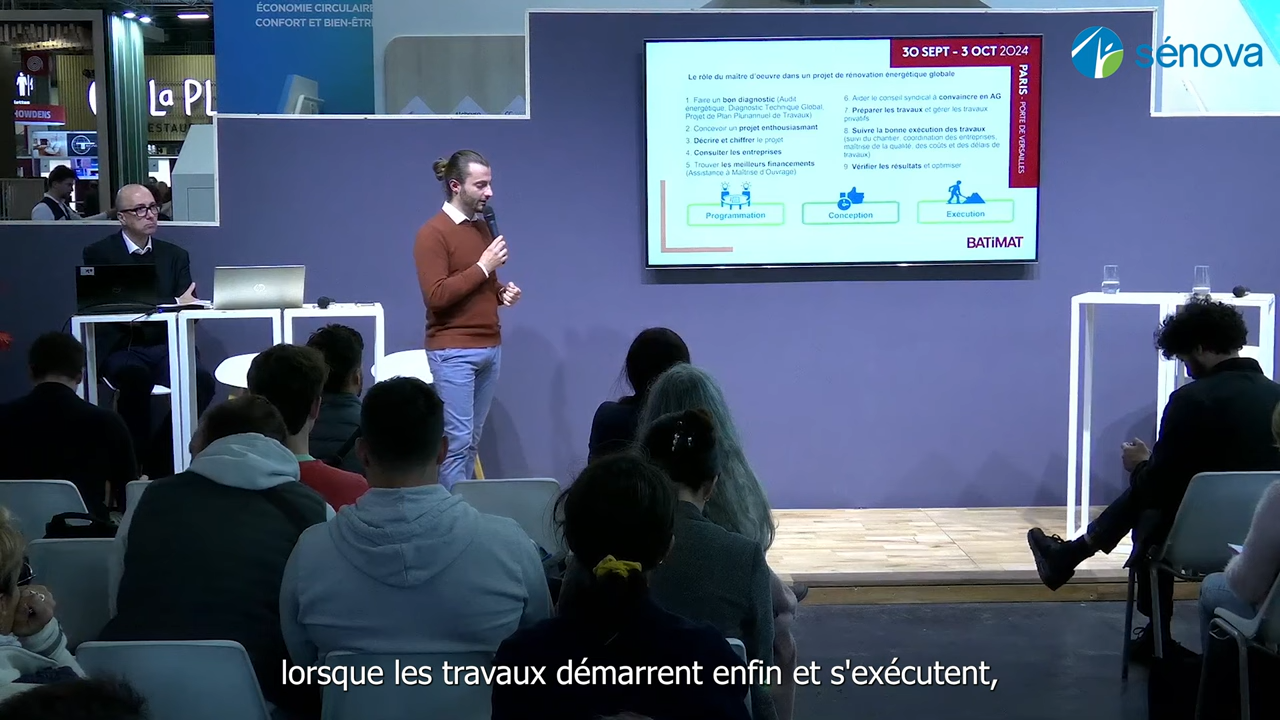 ÉCONOMIE CIRCULAIRE
CONFORT ET BIEN-ÊTR
LA PL
ESTAU
HOWDENS
sénova
30 SEPT - 3 OCT 2024
PARIS PORTE DE VERSAILLES
Le rôle du maître d'oeuvre dans un projet de rénovation énergétique globale
1. Faire un bon diagnostic (Audit
énergétique, Diagnostic Technique Global,
Projet de Plan Pluriannuel de Travaux)
2. Concevoir un projet enthousiasmant
3. Décrire et chiffrer le projet
4. Consulter les entreprises
5. Trouver les meilleurs financements
(Assistance à Maîtrise d'Ouvrage)
6. Aider le conseil syndical à convaincre en AG
7. Préparer les travaux et gérer les travaux
privatifs
8. Suivre la bonne exécution des travaux
(suivi du chantier, coordination des entreprises,
maîtrise de la qualité, des coûts et des délais de
travaux)
9. Vérifier les résultats et optimiser
Programmation
Conception
Execution
BATIMAT
lorsque les travaux démarrent enfin et s'exécutent,